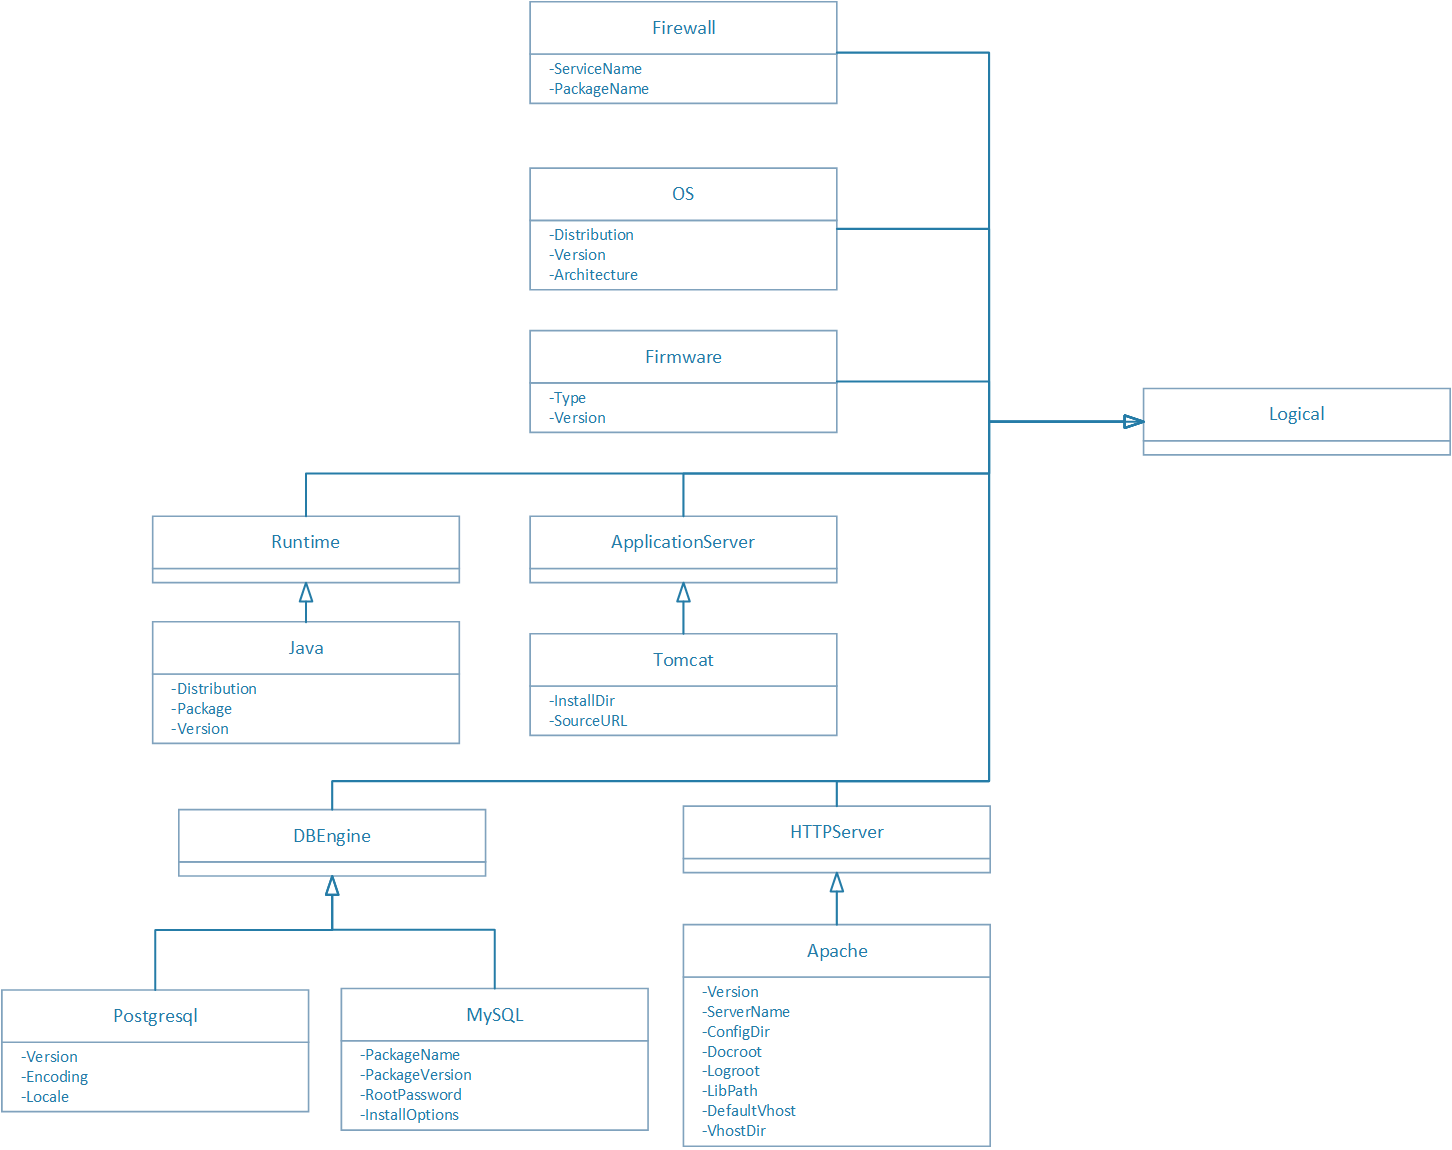 Firewall
-ServiceName
-PackageName
OS
-Distribution
-Version
-Architecture
Firmware
-Type
-Version
Logical
Runtime
ApplicationServer
Java
-Distribution
-Package
-Version
Tomcat
-InstallDir
-SourceURL
DBEngine
HTTPServer
Postgresql
-Version
-Encoding
-Locale
MySQL
-PackageName
-PackageVersion
-RootPassword
-InstallOptions
Apache
-Version
-ServerName
-ConfigDir
-Docroot
-Logroot
-LibPath
-DefaultVhost
-VhostDir